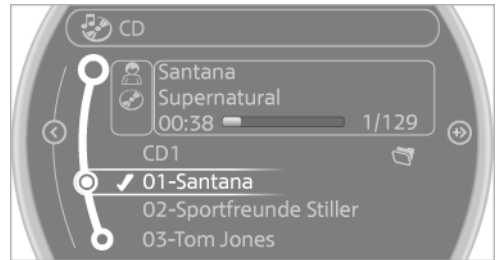 CD
Santana
Supernatural
00:38 1/129
CD1
01-Santana
02-Sportfreunde Stiller
03-Tom Jones